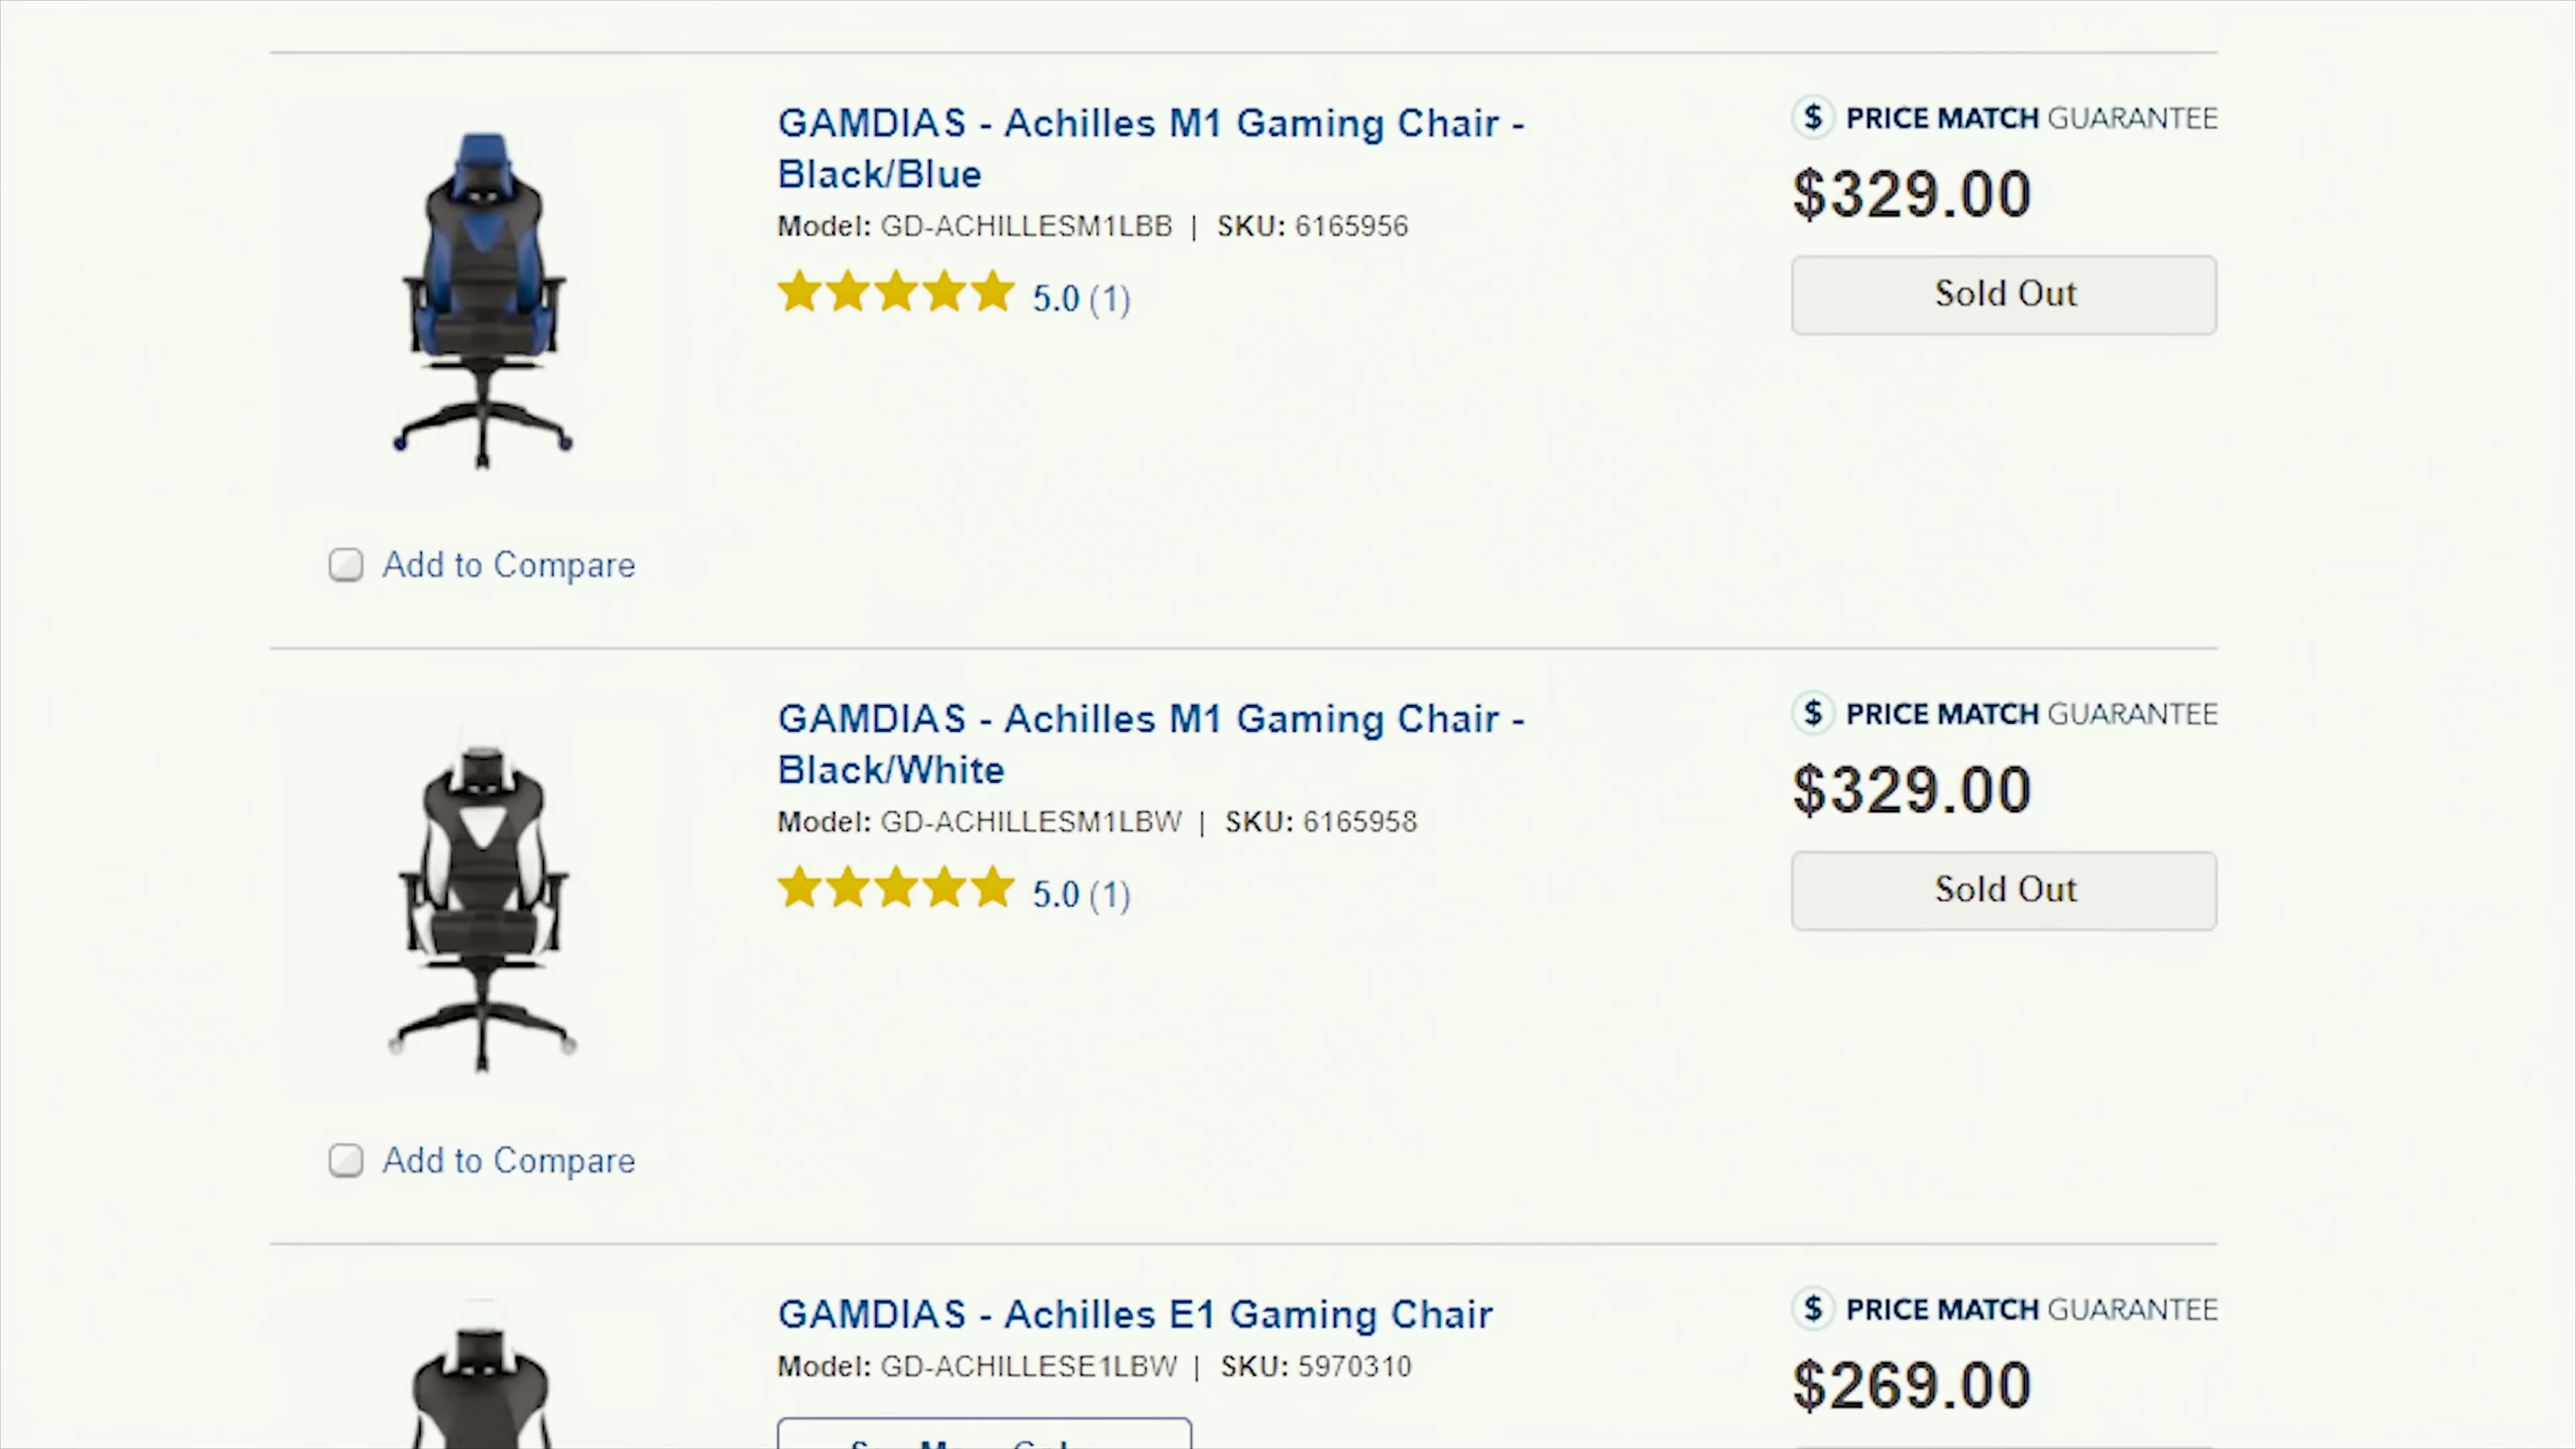 GAMDIAS - Achilles M1 Gaming Chair -
Black/Blue
Model: GD-ACHILLESM1LBB | SKU: 6165956
5.0 (1)
$ PRICE MATCH GUARANTEE
$329.00
Sold Out
Add to Compare
GAMDIAS - Achilles M1 Gaming Chair -
Black/White
Model: GD-ACHILLESM1LBW | SKU: 6165958
5.0 (1)
$ PRICE MATCH GUARANTEE
$329.00
Sold Out
Add to Compare
GAMDIAS - Achilles E1 Gaming Chair
Model: GD-ACHILLESE1LBW | SKU: 5970310
$ PRICE MATCH GUARANTEE
$269.00